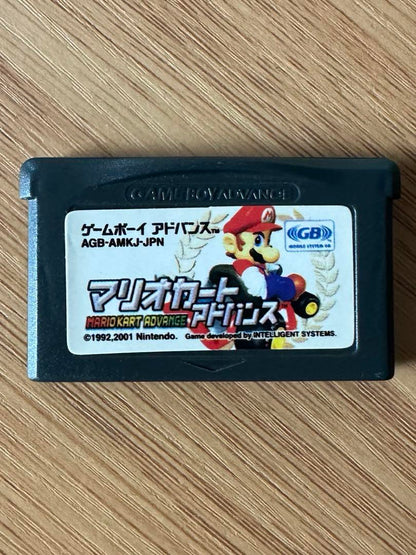 GAME BOY ADVANCE
ゲームボーイ アドバンス™
AGB-AMKJ-JPN
GB
MOBILE SYSTEM GB
M
マリオカート
MARIO KART ADVANCE
アドバンス™
©1992,2001 Nintendo. Game developed by INTELLIGENT SYSTEMS.